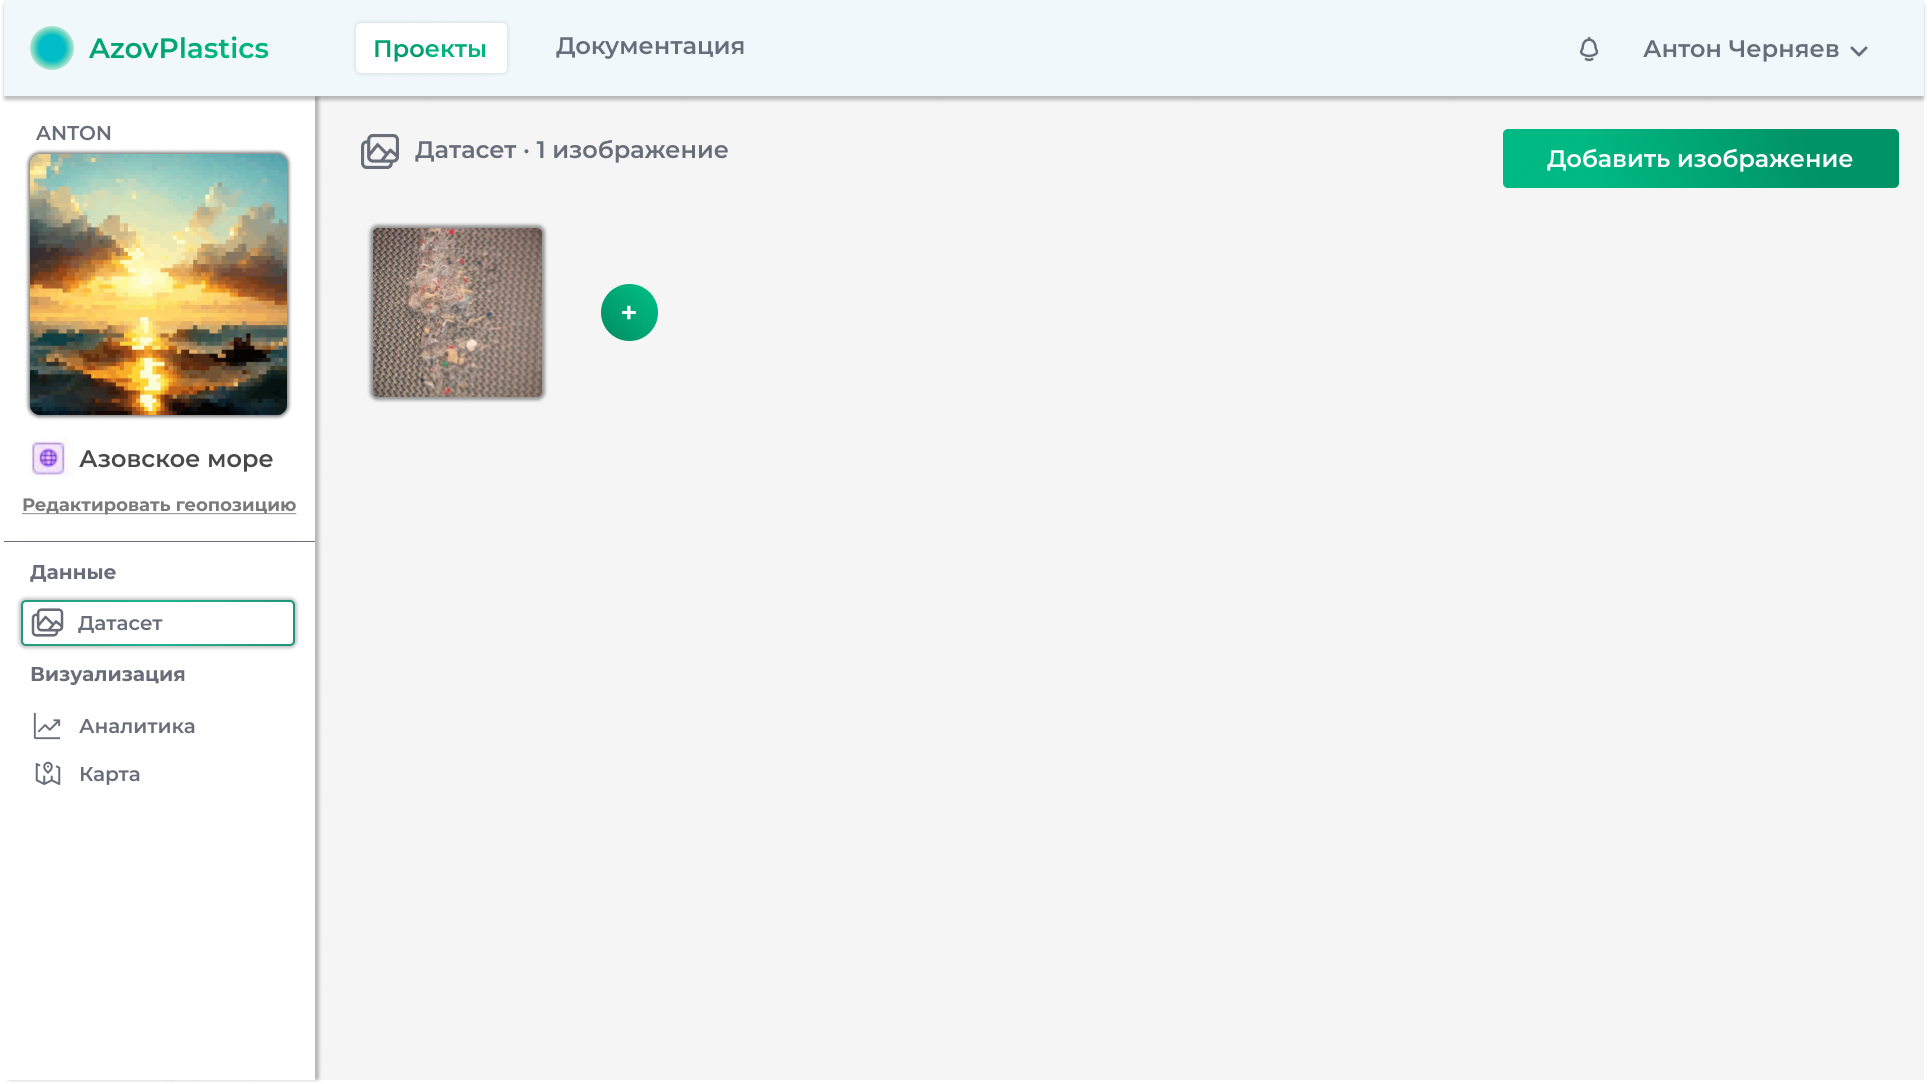 AzovPlastics
Проекты
Документация
Антон Черняев
ANTON
Азовское море
Редактировать геопозицию
Данные
Датасет
Визуализация
Аналитика
Карта
Датасет · 1 изображение
Добавить изображение
+